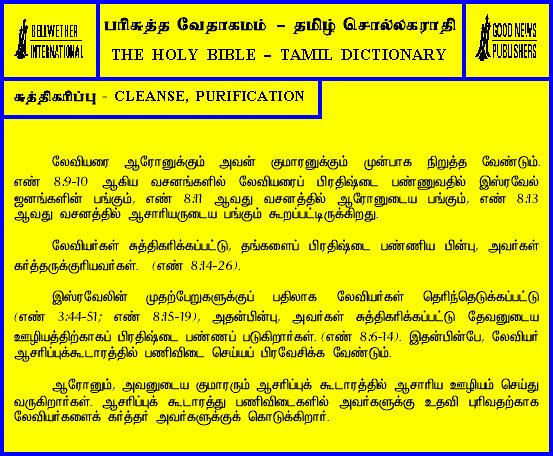 BELLWETHER
INTERNATIONAL
பரிசுத்த வேதாகமம் – தமிழ் சொல்லகராதி
THE HOLY BIBLE – TAMIL DICTIONARY
GOOD NEWS
PUBLISHERS
சுத்திகரிப்பு - CLEANSE, PURIFICATION
லேவியரை ஆரோனுக்கும் அவன் குமாரனுக்கும் முன்பாக நிறுத்த வேண்டும்.
எண் 8:9-10 ஆகிய வசனங்களில் லேவியரைப் பிரதிஷ்டை பண்ணுவதில் இஸ்ரவேல்
ஜனங்களின் பங்கும், எண் 8:11 ஆவது வசனத்தில் ஆரோனுடைய பங்கும், எண் 8:13
ஆவது வசனத்தில் ஆசாரியருடைய பங்கும் கூறப்பட்டிருக்கிறது.
லேவியர்கள் சுத்திகரிக்கப்பட்டு, தங்களைப் பிரதிஷ்டை பண்ணிய பின்பு, அவர்கள்
கர்த்தருக்குரியவர்கள். (எண் 8:14-26).
இஸ்ரவேலின் முதற்பேறுகளுக்குப் பதிலாக லேவியர்கள் தெரிந்தெடுக்கப்பட்டு
(எண் 3:44-51; எண் 8:15-19), அதன்பின்பு, அவர்கள் சுத்திகரிக்கப்பட்டு தேவனுடைய
ஊழியத்திற்காகப் பிரதிஷ்டை பண்ணப் படுகிறார்கள். (எண் 8:6-14). இதன்பின்பே, லேவியர்
ஆசரிப்புக்கூடாரத்தில் பணிவிடை செய்யப் பிரவேசிக்க வேண்டும்.
ஆரோனும், அவனுடைய குமாரரும் ஆசரிப்புக் கூடாரத்தில் ஆசாரிய ஊழியம் செய்து
வருகிறார்கள். ஆசரிப்புக் கூடாரத்து பணிவிடைகளில் அவர்களுக்கு உதவி புரிவதற்காக
லேவியர்களைக் கர்த்தர் அவர்களுக்குக் கொடுக்கிறார்.